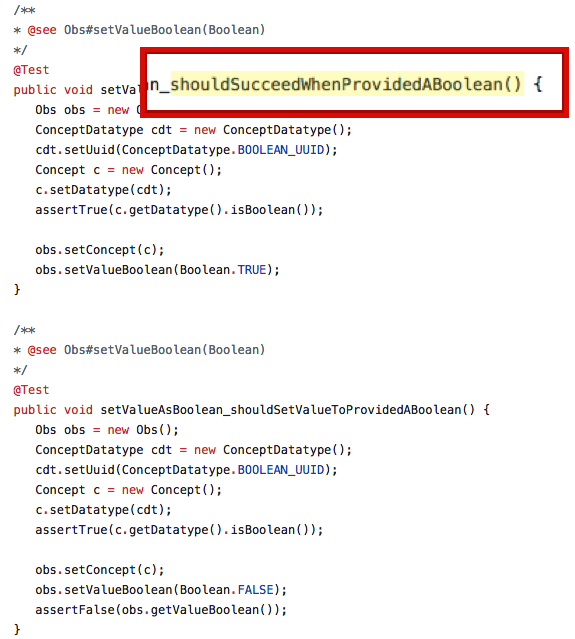 /**
* @see Obs#setValueBoolean(Boolean)
*/
@Test
public void setVal
an_shouldSucceedWhenProvidedABoolean() {
Obs obs = new O
ConceptDatatype cdt = new ConceptDatatype();
cdt.setUuid(ConceptDatatype.BOOLEAN_UUID);
Concept c = new Concept();
c.setDatatype(cdt);
assertTrue(c.getDatatype().isBoolean());
obs.setConcept(c);
obs.setValueBoolean(Boolean.TRUE);
}
/**
* @see Obs#setValueBoolean(Boolean)
*/
@Test
public void setValueAsBoolean_shouldSetValueToProvidedABoolean() {
Obs obs = new Obs();
ConceptDatatype cdt = new ConceptDatatype();
cdt.setUuid(ConceptDatatype.BOOLEAN_UUID);
Concept c = new Concept();
c.setDatatype(cdt);
assertTrue(c.getDatatype().isBoolean());
obs.setConcept(c);
obs.setValueBoolean(Boolean.FALSE);
assertFalse(obs.getValueBoolean());
}